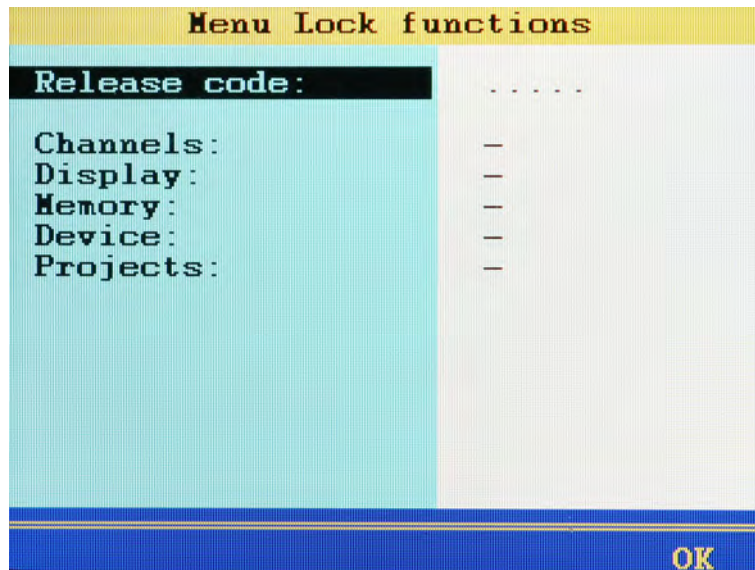 Menu Lock functions
Release code: .....
Channels: –
Display: –
Memory: –
Device: –
Projects: –
OK